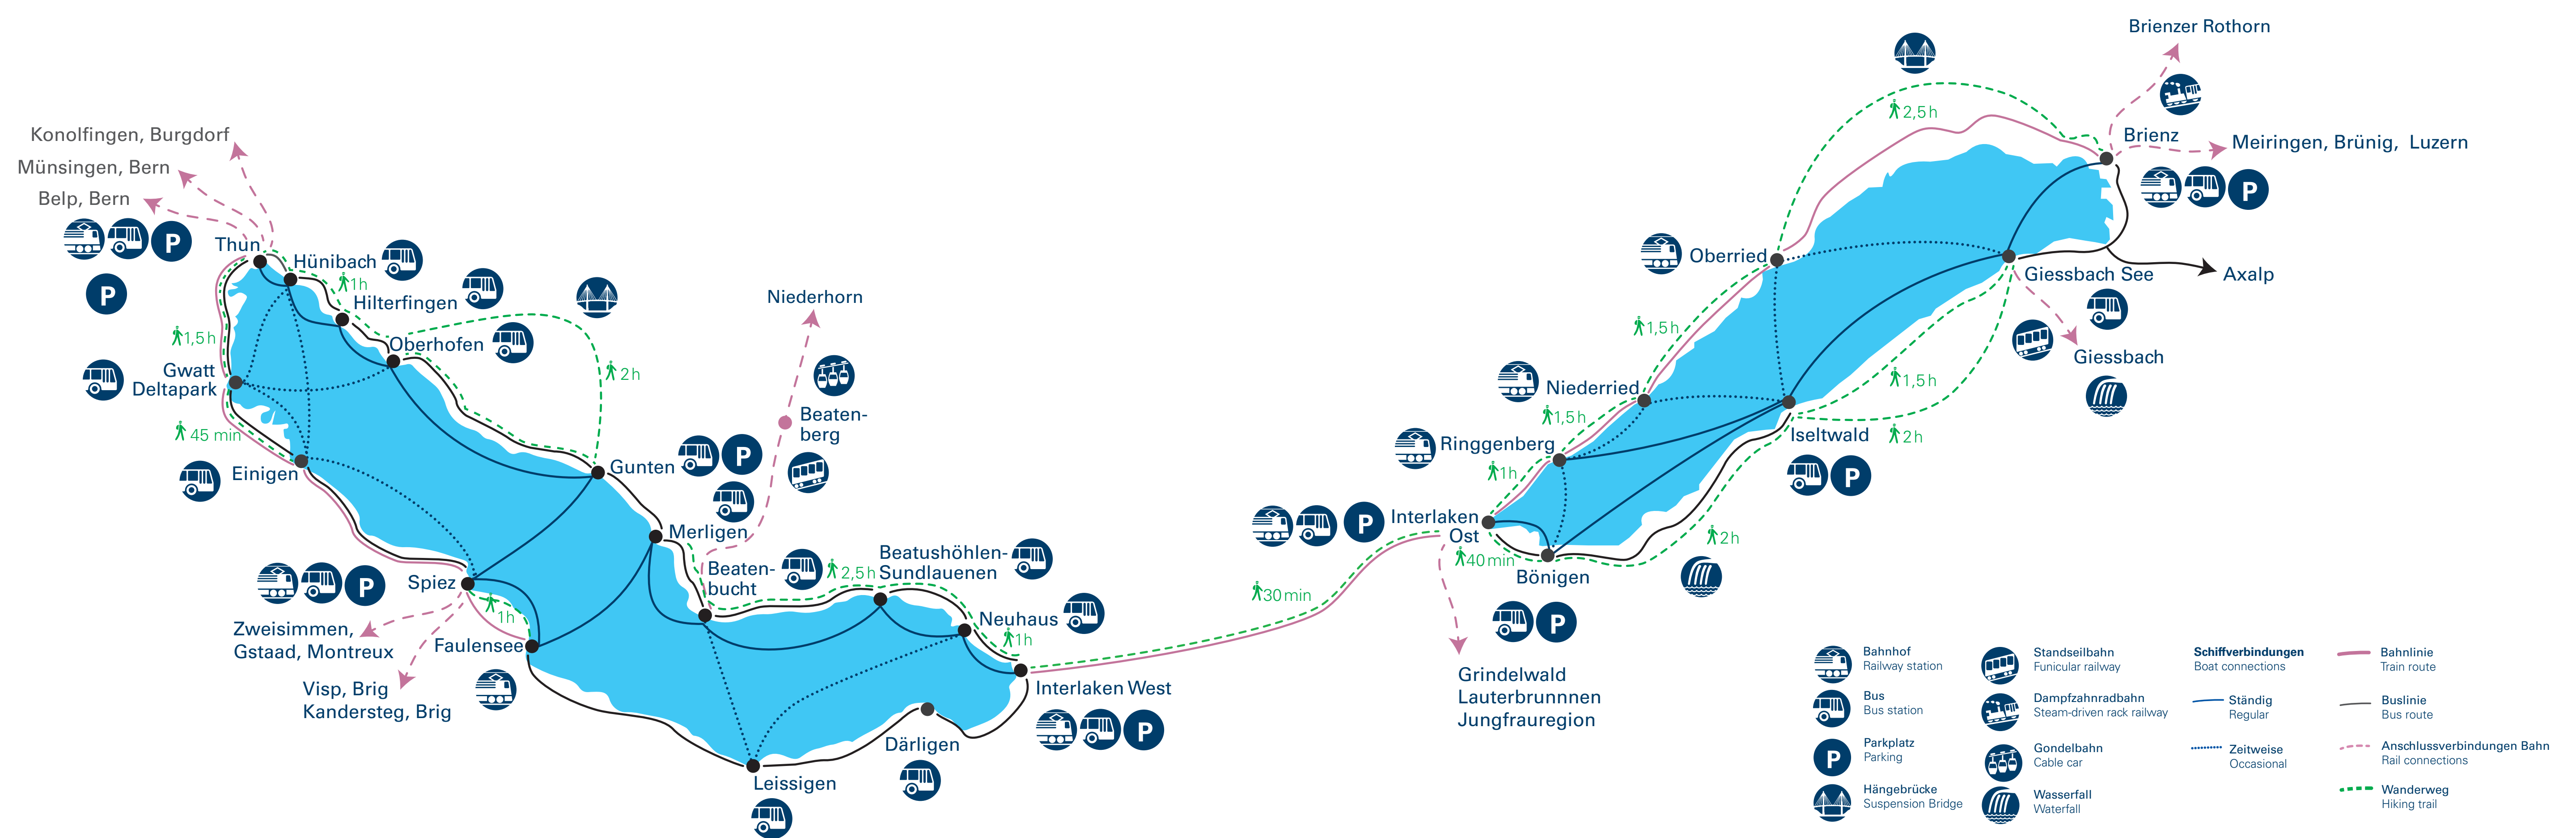 Konolfingen, Burgdorf
Münsingen, Bern
Belp, Bern
P
P
Thun
Hünibach
1h
Hilterfingen
Oberhofen
1,5h
Gwatt
Deltapark
45 min
Einigen
2h
Niederhorn
Beaten-
berg
Gunten
P
Merligen
Beaten-
bucht
2,5h
Beatushöhlen-
Sundlauenen
Neuhaus
1h
Interlaken West
P
P
Spiez
1h
Zweisimmen,
Gstaad, Montreux
Faulensee
Visp, Brig
Kandersteg, Brig
Därligen
Leissigen
30min
P
Interlaken
Ost
40min
Bönigen
P
Grindelwald
Lauterbrunnnen
Jungfrauregion
1h
Ringgenberg
1,5h
Niederried
1,5h
Oberried
2,5h
Brienzer Rothorn
Brienz
Meiringen, Brünig, Luzern
P
Giessbach See
Axalp
Giessbach
1,5h
2h
Iseltwald
P
2h
Bahnhof
Railway station
Bus
Bus station
P
Parkplatz
Parking
Hängebrücke
Suspension Bridge
Standseilbahn
Funicular railway
Dampfzahnradbahn
Steam-driven rack railway
Gondelbahn
Cable car
Wasserfall
Waterfall
Schiffverbindungen
Boat connections
Ständig
Regular
Zeitweise
Occasional
Bahnlinie
Train route
Buslinie
Bus route
Anschlussverbindungen Bahn
Rail connections
Wanderweg
Hiking trail